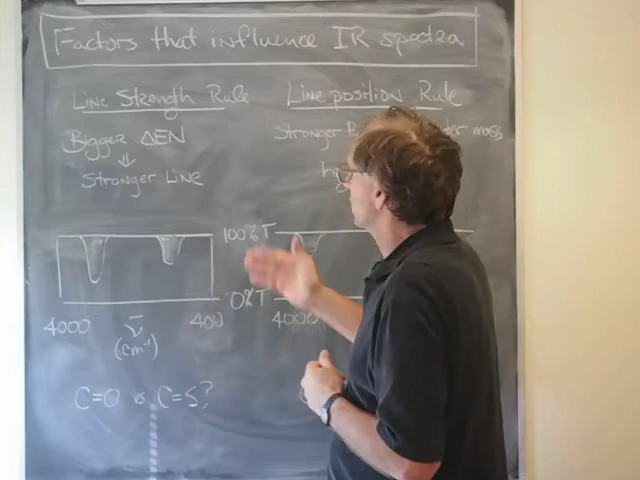 Factors that influence IR spectra
Line Strength Rule
Bigger ΔEN
⇓
Stronger Line
4000 ν̄ 400
(cm⁻¹)
C=O vs C=S?
Line position Rule
Stronger mass
100%T
0%T
4000